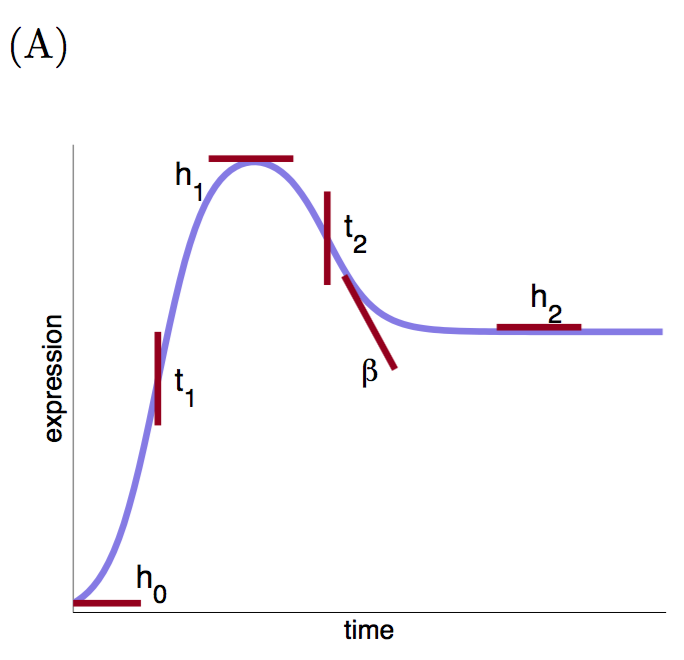 (A)
h1
t2
h2
β
t1
h0
expression
time